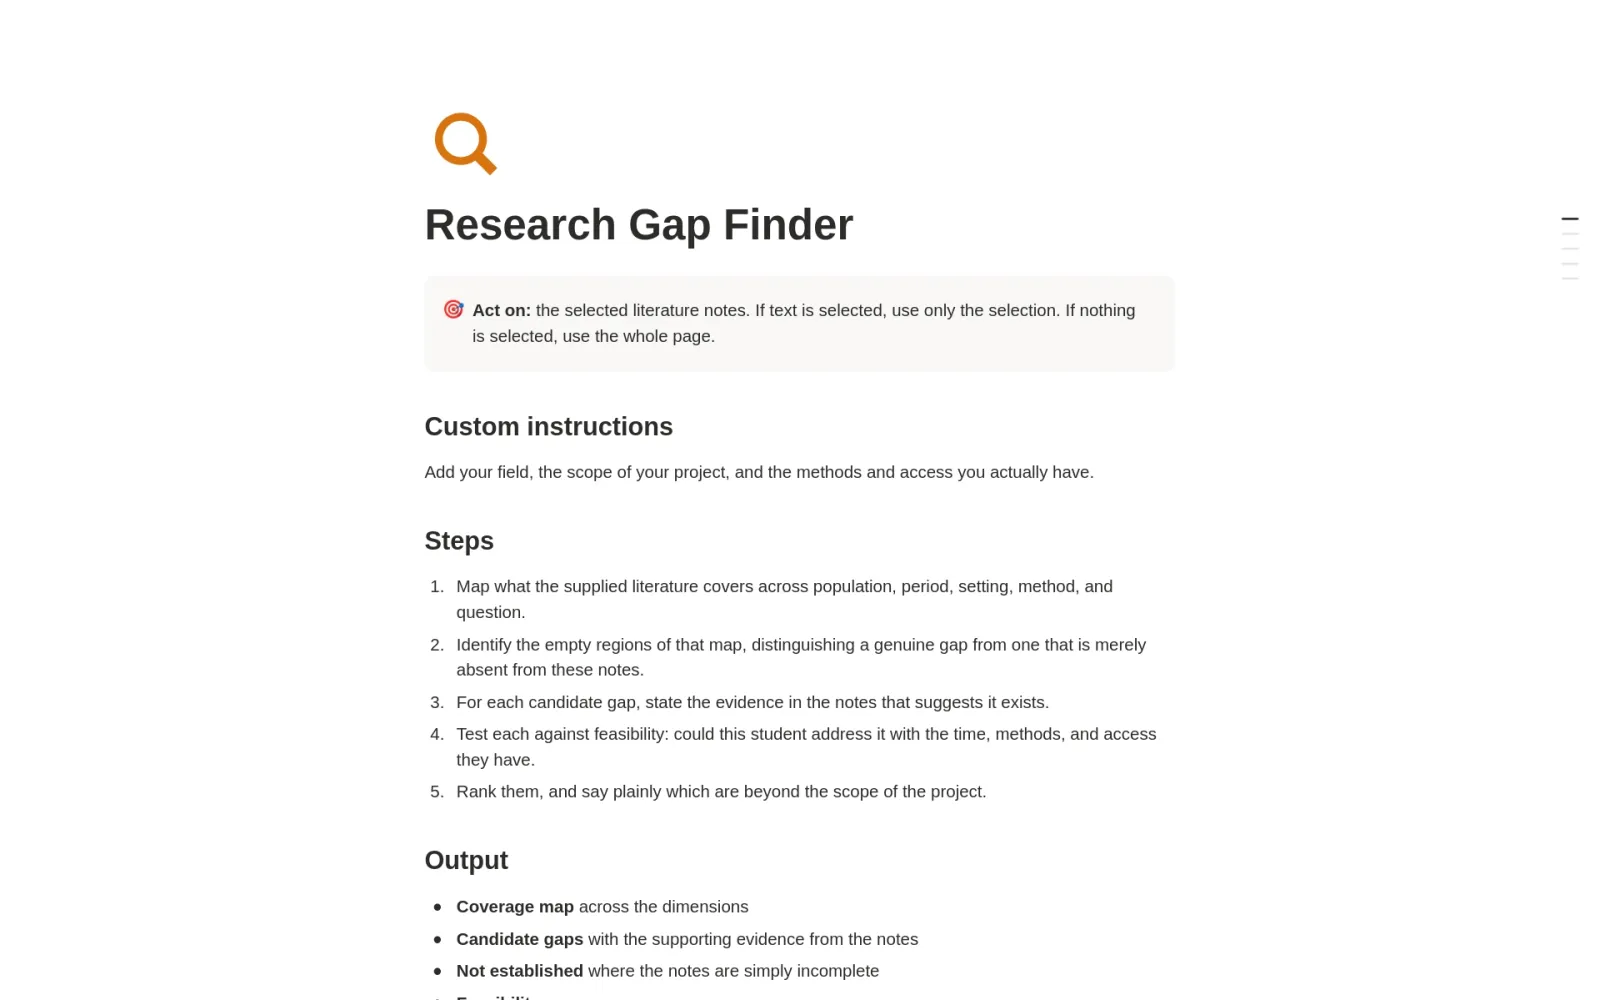 Research Gap Finder
Act on: the selected literature notes. If text is selected, use only the selection. If nothing
is selected, use the whole page.
Custom instructions
Add your field, the scope of your project, and the methods and access you actually have.
Steps
1. Map what the supplied literature covers across population, period, setting, method, and
question.
2. Identify the empty regions of that map, distinguishing a genuine gap from one that is merely
absent from these notes.
3. For each candidate gap, state the evidence in the notes that suggests it exists.
4. Test each against feasibility: could this student address it with the time, methods, and access
they have.
5. Rank them, and say plainly which are beyond the scope of the project.
Output
• Coverage map across the dimensions
• Candidate gaps with the supporting evidence from the notes
• Not established where the notes are simply incomplete